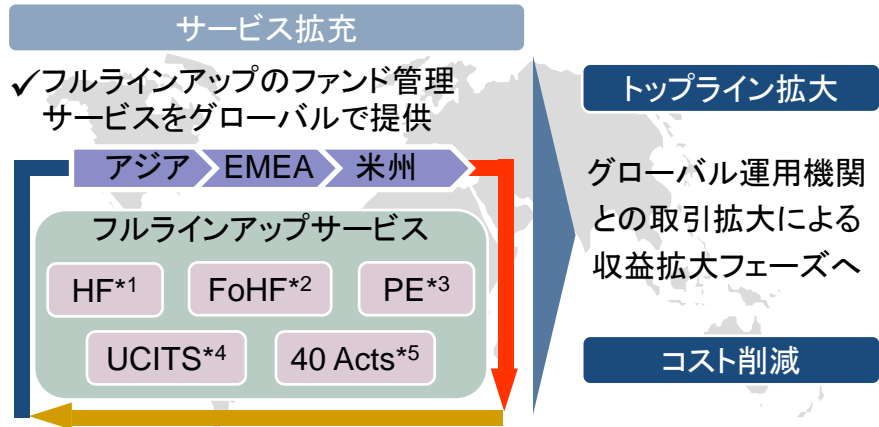 サービス拡充
✓フルラインアップのファンド管理
サービスをグローバルで提供
アジア EMEA 米州
フルラインアップサービス
HF*1 FoHF*2 PE*3
UCITS*4 40 Acts*5
トップライン拡大
グローバル運用機関
との取引拡大による
収益拡大フェーズへ
コスト削減